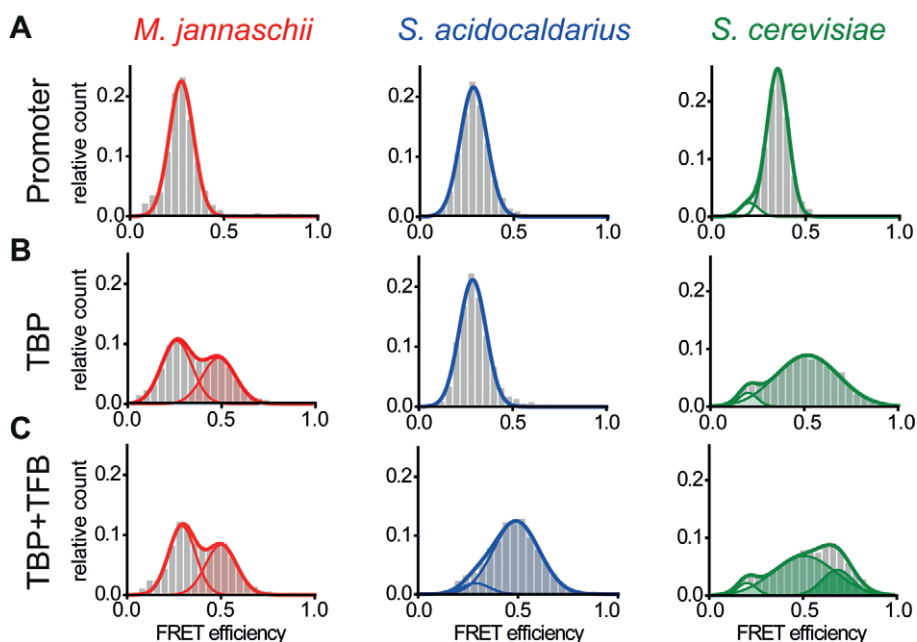 A M. jannaschii S. acidocaldarius S. cerevisiae
Promoter
relative count
0.2 0.2 0.2
0.1 0.1 0.1
0.0 0.0 0.0
0.0 0.5 1.0 0.0 0.5 1.0 0.0 0.5 1.0
B
TBP
relative count
0.2 0.2 0.2
0.1 0.1 0.1
0.0 0.0 0.0
0.0 0.5 1.0 0.0 0.5 1.0 0.0 0.5 1.0
C
TBP+TFB
relative count
0.2 0.2 0.2
0.1 0.1 0.1
0.0 0.0 0.0
0.0 0.5 1.0 0.0 0.5 1.0 0.0 0.5 1.0
FRET efficiency FRET efficiency FRET efficiency